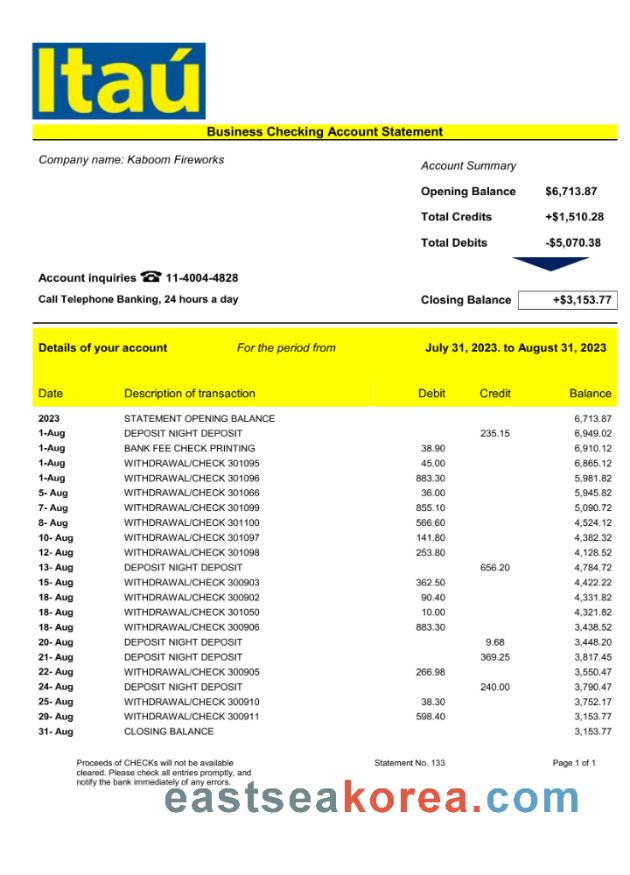 Itaú
Business Checking Account Statement
Company name: Kaboom Fireworks
Account Summary
Opening Balance $6,713.87
Total Credits +$1,510.28
Total Debits -$5,070.38
Account inquiries ☎ 11-4004-4828
Call Telephone Banking, 24 hours a day
Closing Balance +$3,153.77
Details of your account For the period from July 31, 2023. to August 31, 2023
Date Description of transaction Debit Credit Balance
2023 STATEMENT OPENING BALANCE 6,713.87
1-Aug DEPOSIT NIGHT DEPOSIT 235.15 6,949.02
1-Aug BANK FEE CHECK PRINTING 38.90 6,910.12
1-Aug WITHDRAWAL/CHECK 301095 45.00 6,865.12
1-Aug WITHDRAWAL/CHECK 301096 883.30 5,981.82
5- Aug WITHDRAWAL/CHECK 301066 36.00 5,945.82
7- Aug WITHDRAWAL/CHECK 301099 855.10 5,090.72
8- Aug WITHDRAWAL/CHECK 301100 566.60 4,524.12
10- Aug WITHDRAWAL/CHECK 301097 141.80 4,382.32
12- Aug WITHDRAWAL/CHECK 301098 253.80 4,128.52
13- Aug DEPOSIT NIGHT DEPOSIT 656.20 4,784.72
15- Aug WITHDRAWAL/CHECK 300903 362.50 4,422.22
18- Aug WITHDRAWAL/CHECK 300902 90.40 4,331.82
18- Aug WITHDRAWAL/CHECK 301050 10.00 4,321.82
18- Aug WITHDRAWAL/CHECK 300906 883.30 3,438.52
20- Aug DEPOSIT NIGHT DEPOSIT 9.68 3,448.20
21- Aug DEPOSIT NIGHT DEPOSIT 369.25 3,817.45
22- Aug WITHDRAWAL/CHECK 300905 266.98 3,550.47
24- Aug DEPOSIT NIGHT DEPOSIT 240.00 3,790.47
25- Aug WITHDRAWAL/CHECK 300910 38.30 3,752.17
29- Aug WITHDRAWAL/CHECK 300911 598.40 3,153.77
31- Aug CLOSING BALANCE 3,153.77
Proceeds of CHECKs will not be available Statement No. 133 Page 1 of 1
cleared. Please check all entries promptly, and
notify the bank immediately of any errors.
eastseakorea.com